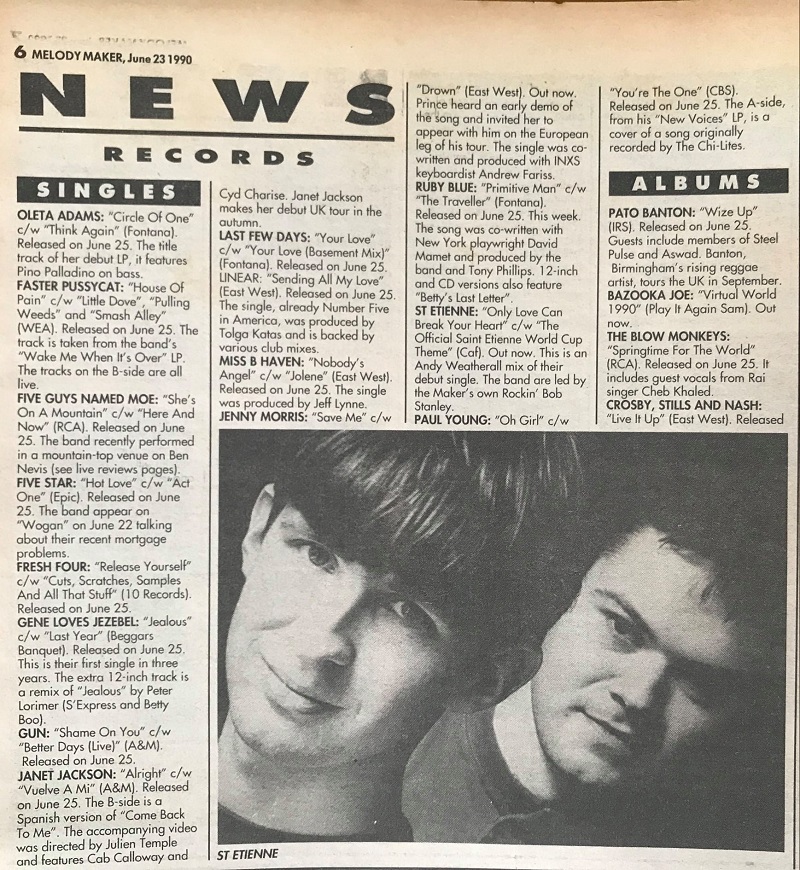 6 MELODY MAKER, June 23 1990
NEWS
RECORDS
SINGLES
OLETA ADAMS: "Circle Of One"
c/w "Think Again" (Fontana).
Released on June 25. The title
track of her debut LP, it features
Pino Palladino on bass.
FASTER PUSSYCAT: "House Of
Pain" c/w "Little Dove", "Pulling
Weeds" and "Smash Alley"
(WEA). Released on June 25. The
track is taken from the band's
"Wake Me When It's Over" LP.
The tracks on the B-side are all
live.
FIVE GUYS NAMED MOE: "She's
On A Mountain" c/w "Here And
Now" (RCA). Released on June
25. The band recently performed
in a mountain-top venue on Ben
Nevis (see live reviews pages).
FIVE STAR: "Hot Love" c/w "Act
One" (Epic). Released on June
25. The band appear on
"Wogan" on June 22 talking
about their recent mortgage
problems.
FRESH FOUR: "Release Yourself"
c/w "Cuts, Scratches, Samples
And All That Stuff" (10 Records).
Released on June 25.
GENE LOVES JEZEBEL: "Jealous"
c/w "Last Year" (Beggars
Banquet). Released on June 25.
This is their first single in three
years. The extra 12-inch track is
a remix of "Jealous" by Peter
Lorimer (S'Express and Betty
Boo).
GUN: "Shame On You" c/w
"Better Days (Live)" (A&M).
Released on June 25.
JANET JACKSON: "Alright" c/w
"Vuelve A Mi" (A&M). Released
on June 25. The B-side is a
Spanish version of "Come Back
To Me". The accompanying video
was directed by Julien Temple
and features Cab Calloway and
Cyd Charise. Janet Jackson
makes her debut UK tour in the
autumn.
LAST FEW DAYS: "Your Love"
c/w "Your Love (Basement Mix)"
(Fontana). Released on June 25.
LINEAR: "Sending All My Love"
(East West). Released on June 25.
The single, already Number Five
in America, was produced by
Tolga Katas and is backed by
various club mixes.
MISS B HAVEN: "Nobody's
Angel" c/w "Jolene" (East West).
Released on June 25. The single
was produced by Jeff Lynne.
JENNY MORRIS: "Save Me" c/w
"Drown" (East West). Out now.
Prince heard an early demo of
the song and invited her to
appear with him on the European
leg of his tour. The single was co-
written and produced with INXS
keyboardist Andrew Fariss.
RUBY BLUE: "Primitive Man" c/w
"The Traveller" (Fontana).
Released on June 25. This week.
The song was co-written with
New York playwright David
Mamet and produced by the
band and Tony Phillips. 12-inch
and CD versions also feature
"Betty's Last Letter".
ST ETIENNE: "Only Love Can
Break Your Heart" c/w "The
Official Saint Etienne World Cup
Theme" (Caf). Out now. This is an
Andy Weatherall mix of their
debut single. The band are led by
the Maker's own Rockin' Bob
Stanley.
PAUL YOUNG: "Oh Girl" c/w
"You're The One" (CBS).
Released on June 25. The A-side,
from his "New Voices" LP, is a
cover of a song originally
recorded by The Chi-Lites.
ALBUMS
PATO BANTON: "Wize Up"
(IRS). Released on June 25.
Guests include members of Steel
Pulse and Aswad. Banton,
Birmingham's rising reggae
artist, tours the UK in September.
BAZOOKA JOE: "Virtual World
1990" (Play It Again Sam). Out
now.
THE BLOW MONKEYS:
"Springtime For The World"
(RCA). Released on June 25. It
includes guest vocals from Rai
singer Cheb Khaled.
CROSBY, STILLS AND NASH:
"Live It Up" (East West). Released
ST ETIENNE